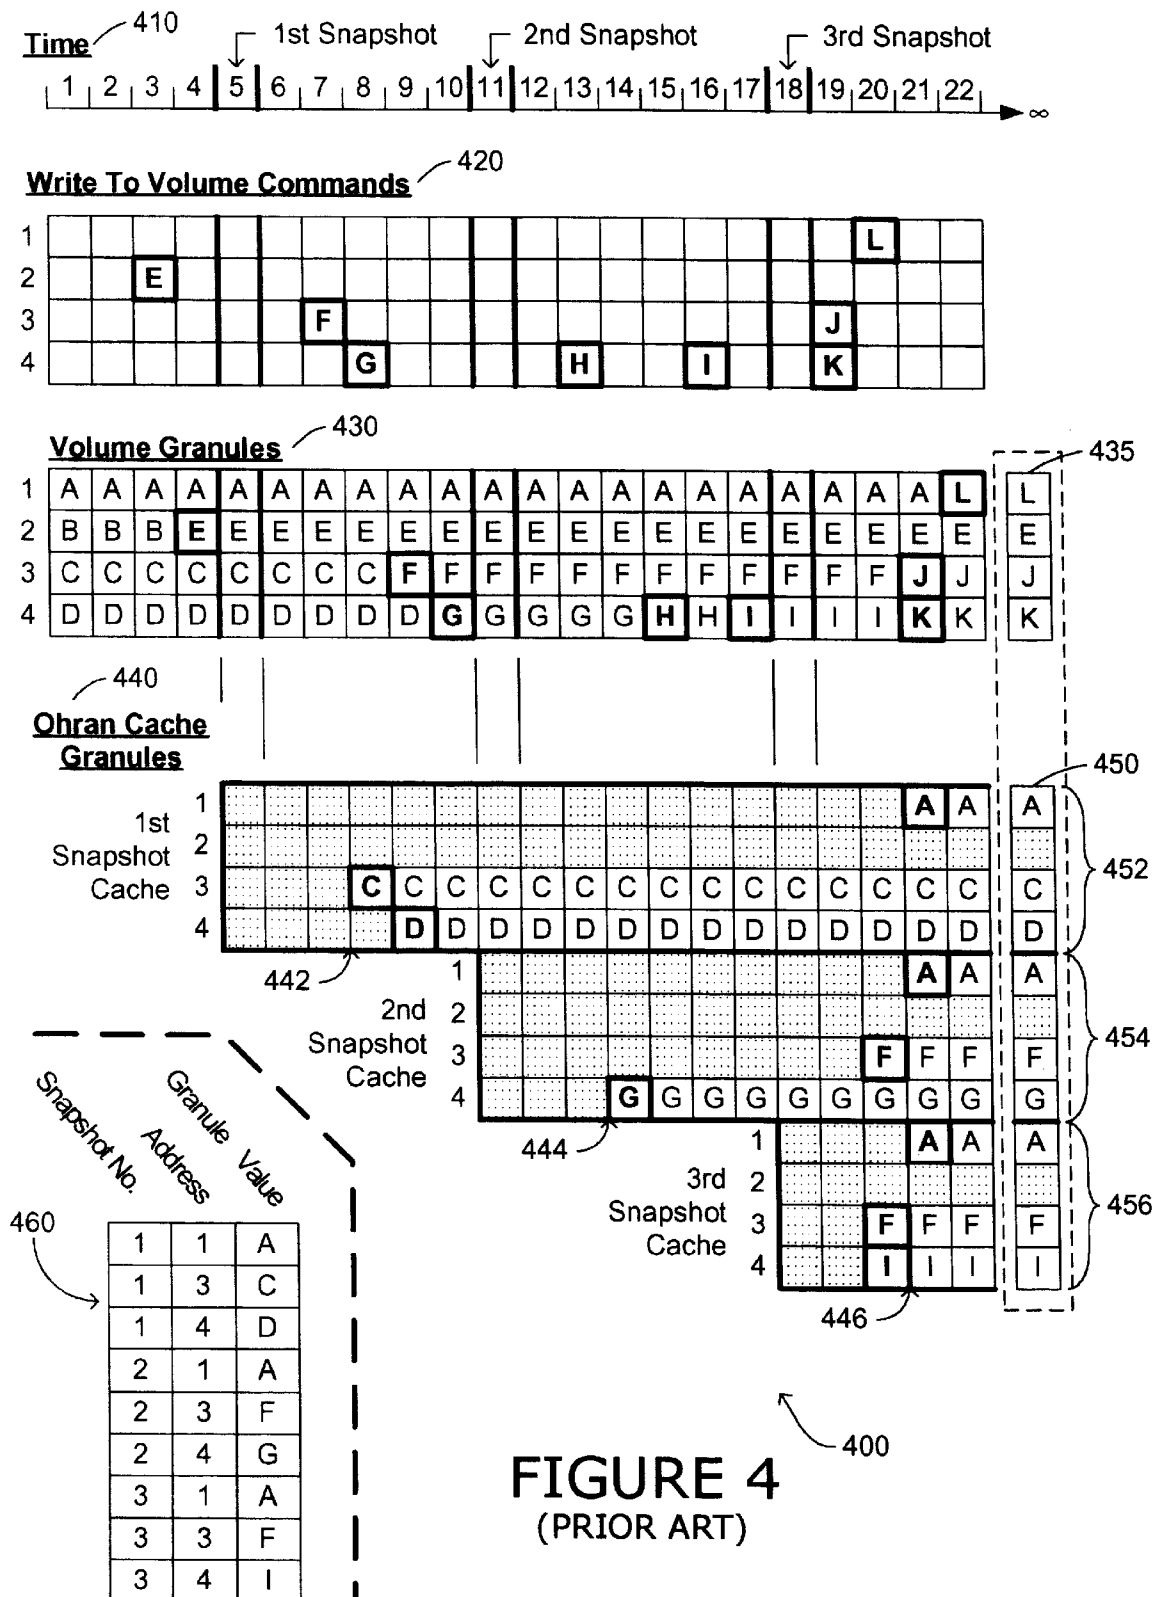 Time 410 1st Snapshot 2nd Snapshot 3rd Snapshot
1 2 3 4 5 6 7 8 9 10 11 12 13 14 15 16 17 18 19 20 21 22 ∞
Write To Volume Commands 420
1 L
2 E
3 F J
4 G H I K
Volume Granules 430 435
1 A A A A A A A A A A A A A A A A A A A A A L L
2 B B B E E E E E E E E E E E E E E E E E E E E
3 C C C C C C C C F F F F F F F F F F F F J J J
4 D D D D D D D D D G G G G G H H I I I I K K K
440
Ohran Cache
Granules
450
1st Snapshot Cache
1 A A A
2
3 C C C C C C C C C C C C C C C C
4 D D D D D D D D D D D D D D D
442 452
2nd Snapshot Cache
1 A A A
2
3 F F F F
4 G G G G G G G G G G
444 454
3rd Snapshot Cache
1 A A A
2
3 F F F F
4 I I I I
446 456
Snapshot No. Granule Address Value
460
1 1 A
1 3 C
1 4 D
2 1 A
2 3 F
2 4 G
3 1 A
3 3 F
3 4 I
400
FIGURE 4
(PRIOR ART)